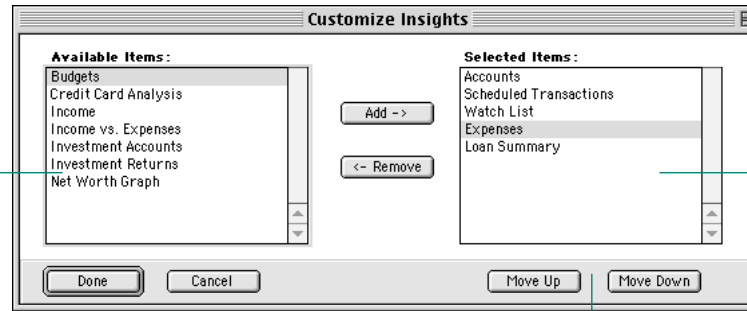 Customize Insights
Available Items:
Budgets
Credit Card Analysis
Income
Income vs. Expenses
Investment Accounts
Investment Returns
Net Worth Graph
Add ->
<- Remove
Selected Items:
Accounts
Scheduled Transactions
Watch List
Expenses
Loan Summary
Done
Cancel
Move Up
Move Down